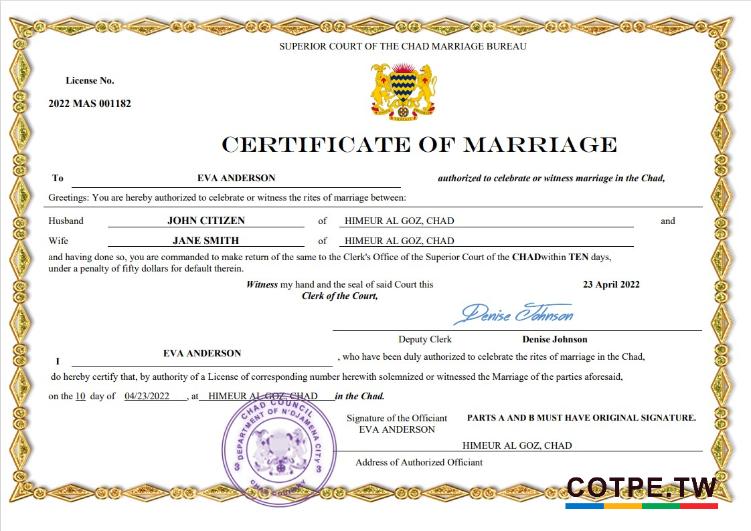 SUPERIOR COURT OF THE CHAD MARRIAGE BUREAU
License No.
2022 MAS 001182
CERTIFICATE OF MARRIAGE
To EVA ANDERSON authorized to celebrate or witness marriage in the Chad,
Greetings: You are hereby authorized to celebrate or witness the rites of marriage between:
Husband JOHN CITIZEN of HIMEUR AL GOZ, CHAD and
Wife JANE SMITH of HIMEUR AL GOZ, CHAD
and having done so, you are commanded to make return of the same to the Clerk's Office of the Superior Court of the CHADwithin TEN days,
under a penalty of fifty dollars for default therein.
Witness my hand and the seal of said Court this 23 April 2022
Clerk of the Court,
Denise Johnson
Deputy Clerk Denise Johnson
I EVA ANDERSON , who have been duly authorized to celebrate the rites of marriage in the Chad,
do hereby certify that, by authority of a License of corresponding number herewith solemnized or witnessed the Marriage of the parties aforesaid,
on the 10 day of 04/23/2022 , at HIMEUR AL GOZ, CHAD in the Chad.
CHAD COUNCIL
DEPARTMENT OF N'DJAMENA CITY
Signature of the Officiant PARTS A AND B MUST HAVE ORIGINAL SIGNATURE.
EVA ANDERSON
HIMEUR AL GOZ, CHAD
Address of Authorized Officiant
COTPE.TW